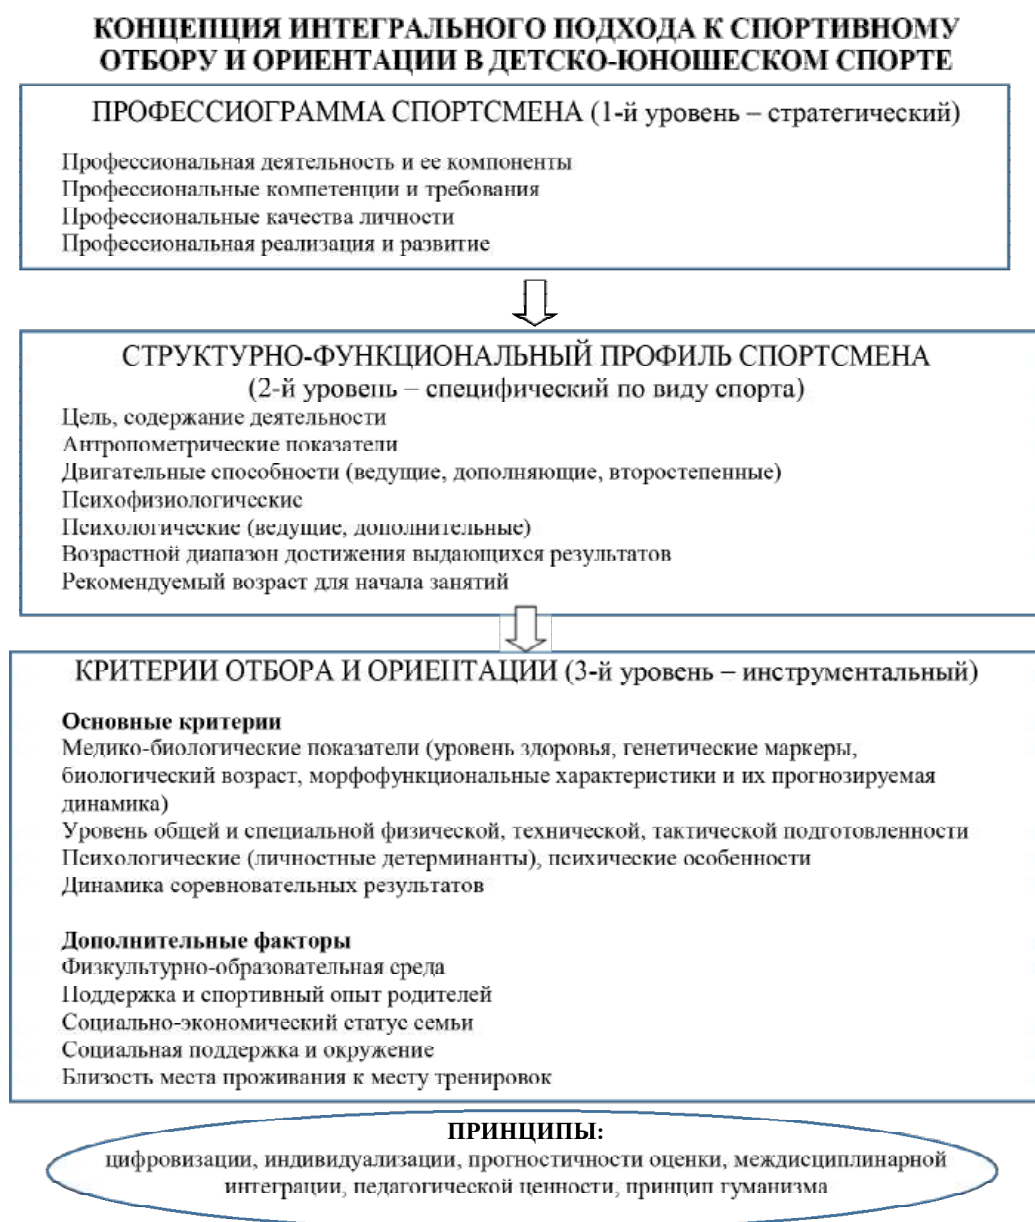 КОНЦЕПЦИЯ ИНТЕГРАЛЬНОГО ПОДХОДА К СПОРТИВНОМУ
ОТБОРУ И ОРИЕНТАЦИИ В ДЕТСКО-ЮНОШЕСКОМ СПОРТЕ
ПРОФЕССИОГРАММА СПОРТСМЕНА (1-й уровень – стратегический)
Профессиональная деятельность и ее компоненты
Профессиональные компетенции и требования
Профессиональные качества личности
Профессиональная реализация и развитие
СТРУКТУРНО-ФУНКЦИОНАЛЬНЫЙ ПРОФИЛЬ СПОРТСМЕНА
(2-й уровень – специфический по виду спорта)
Цель, содержание деятельности
Антропометрические показатели
Двигательные способности (ведущие, дополняющие, второстепенные)
Психофизиологические
Психологические (ведущие, дополнительные)
Возрастной диапазон достижения выдающихся результатов
Рекомендуемый возраст для начала занятий
КРИТЕРИИ ОТБОРА И ОРИЕНТАЦИИ (3-й уровень – инструментальный)
Основные критерии
Медико-биологические показатели (уровень здоровья, генетические маркеры,
биологический возраст, морфофункциональные характеристики и их прогнозируемая
динамика)
Уровень общей и специальной физической, технической, тактической подготовленности
Психологические (личностные детерминанты), психические особенности
Динамика соревновательных результатов
Дополнительные факторы
Физкультурно-образовательная среда
Поддержка и спортивный опыт родителей
Социально-экономический статус семьи
Социальная поддержка и окружение
Близость места проживания к месту тренировок
ПРИНЦИПЫ:
цифровизации, индивидуализации, прогностичности оценки, междисциплинарной
интеграции, педагогической ценности, принцип гуманизма